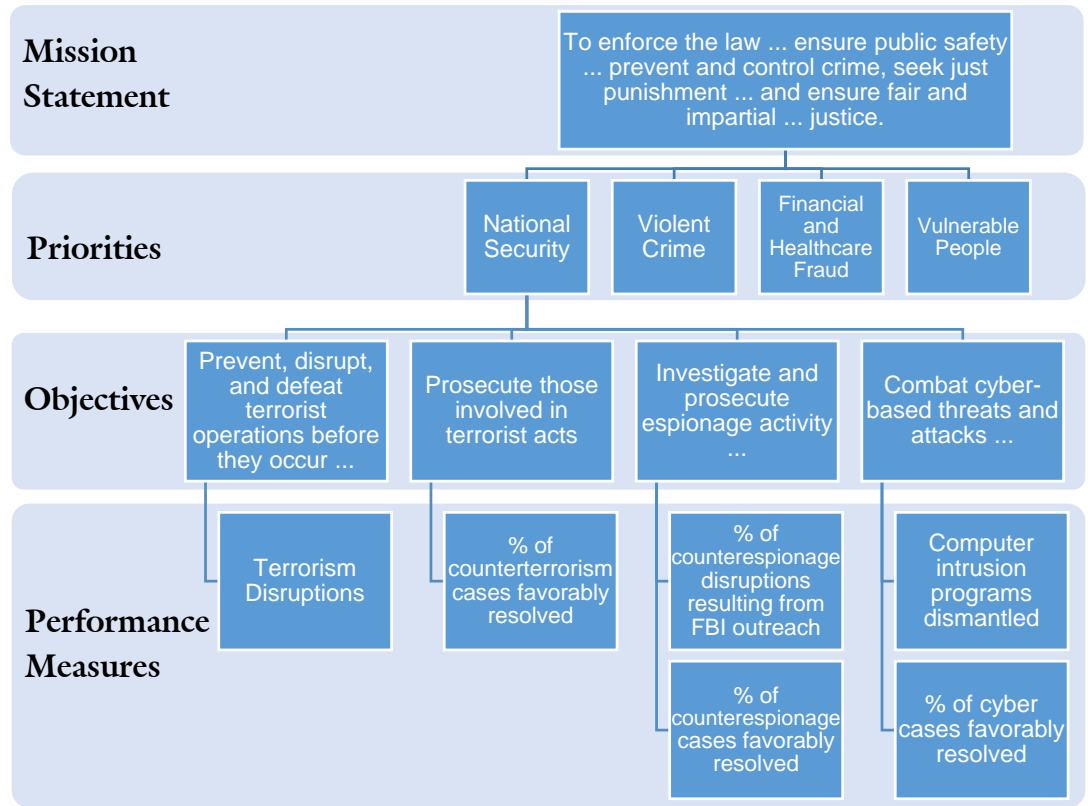 Mission
Statement
To enforce the law ... ensure public safety
... prevent and control crime, seek just
punishment ... and ensure fair and
impartial ... justice.
Priorities
National
Security
Violent
Crime
Financial
and
Healthcare
Fraud
Vulnerable
People
Objectives
Prevent, disrupt,
and defeat
terrorist
operations before
they occur ...
Prosecute those
involved in
terrorist acts
Investigate and
prosecute
espionage activity
...
Combat cyber-
based threats and
attacks ...
Performance
Measures
Terrorism
Disruptions
% of
counterterrorism
cases favorably
resolved
% of
counterespionage
disruptions
resulting from
FBI outreach
Computer
intrusion
programs
dismantled
% of
counterespionage
cases favorably
resolved
% of cyber
cases favorably
resolved